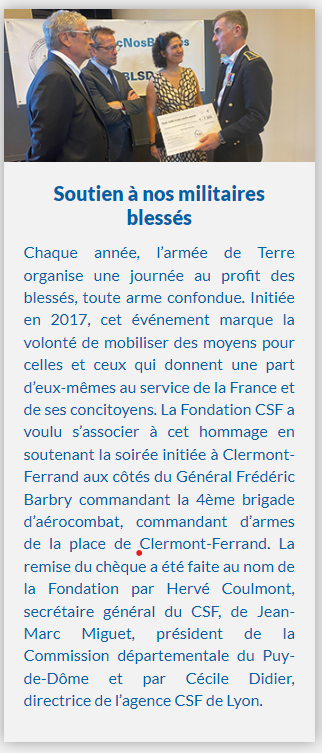 cNosB
BLSD
Soutien à nos militaires
blessés
Chaque année, l’armée de Terre
organise une journée au profit des
blessés, toute arme confondue. Initiée
en 2017, cet événement marque la
volonté de mobiliser des moyens pour
celles et ceux qui donnent une part
d’eux-mêmes au service de la France et
de ses concitoyens. La Fondation CSF a
voulu s’associer à cet hommage en
soutenant la soirée initiée à Clermont-
Ferrand aux côtés du Général Frédéric
Barbry commandant la 4ème brigade
d’aérocombat, commandant d’armes
de la place de Clermont-Ferrand. La
remise du chèque a été faite au nom de
la Fondation par Hervé Coulmont,
secrétaire général du CSF, de Jean-
Marc Miguet, président de la
Commission départementale du Puy-
de-Dôme et par Cécile Didier,
directrice de l’agence CSF de Lyon.